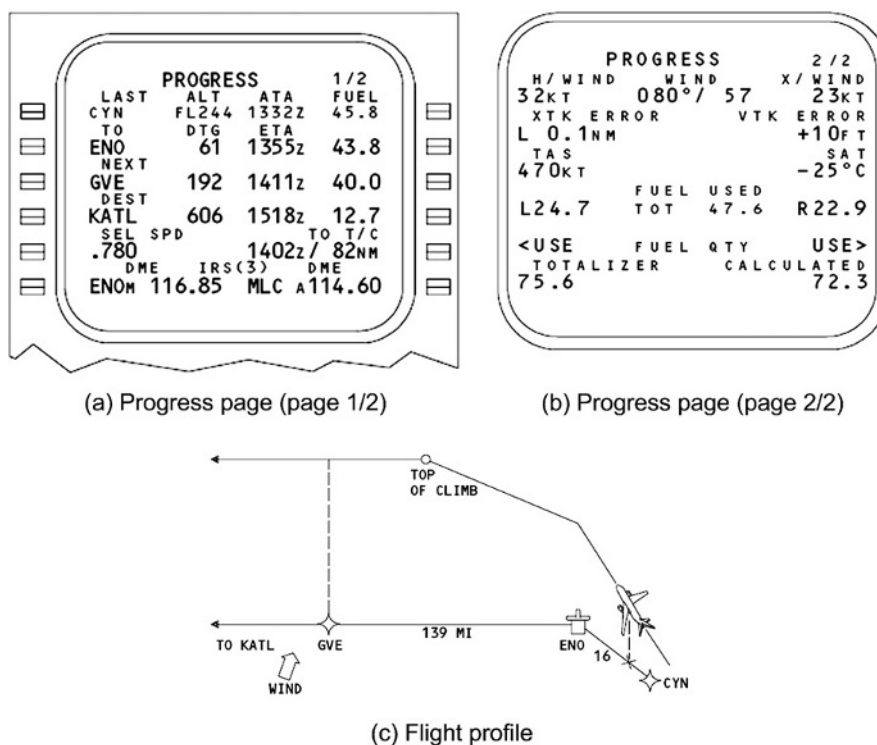 PROGRESS 1/2
LAST ALT ATA FUEL
CYN FL244 1332Z 45.8
TO DTG ETA
ENO 61 1355Z 43.8
NEXT
GVE 192 1411Z 40.0
DEST
KATL 606 1518Z 12.7
SEL SPD TO T/C
.780 1402Z/ 82NM
DME IRS(3) DME
ENOM 116.85 MLC A114.60
(a) Progress page (page 1/2)
PROGRESS 2/2
H/WIND WIND X/WIND
32KT 080°/ 57 23KT
XTK ERROR VTK ERROR
L 0.1NM +10FT
TAS SAT
470KT -25°C
FUEL USED
L24.7 TOT 47.6 R22.9
<USE FUEL QTY USE>
TOTALIZER CALCULATED
75.6 72.3
(b) Progress page (page 2/2)
TOP
OF CLIMB
139 MI
TO KATL GVE ENO 16
WIND CYN
(c) Flight profile